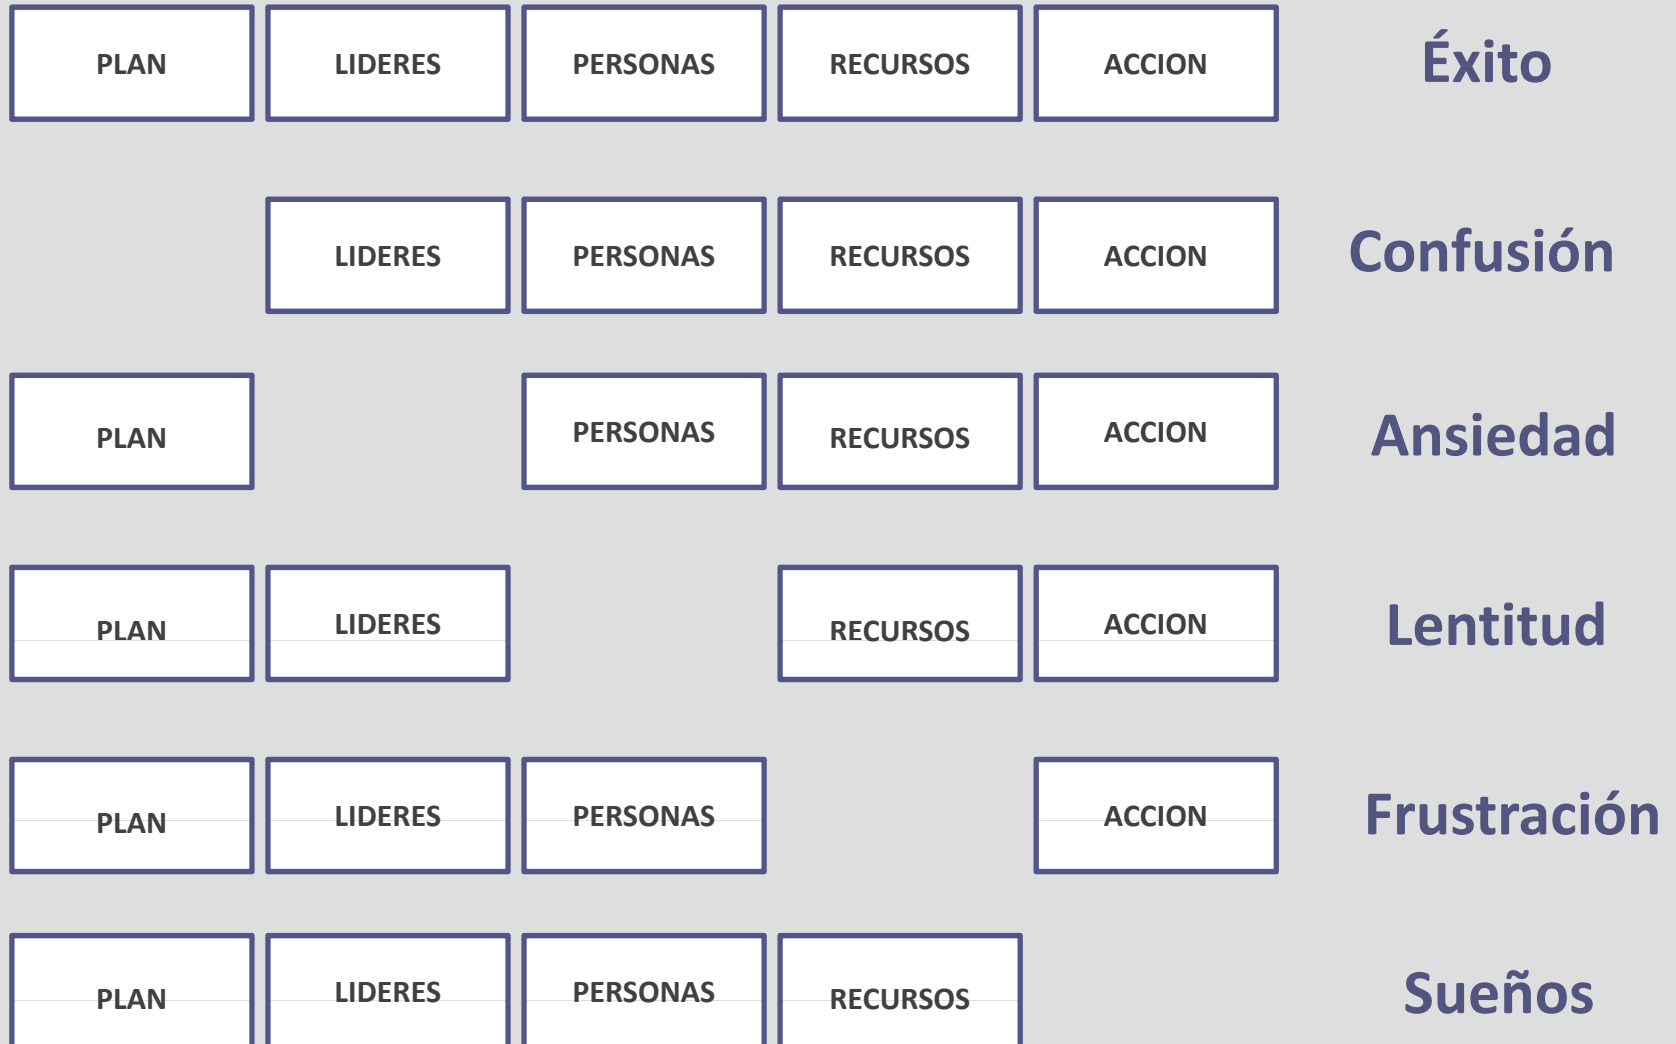 PLAN LIDERES PERSONAS RECURSOS ACCION Éxito
LIDERES PERSONAS RECURSOS ACCION Confusión
PLAN PERSONAS RECURSOS ACCION Ansiedad
PLAN LIDERES RECURSOS ACCION Lentitud
PLAN LIDERES PERSONAS ACCION Frustración
PLAN LIDERES PERSONAS RECURSOS Sueños